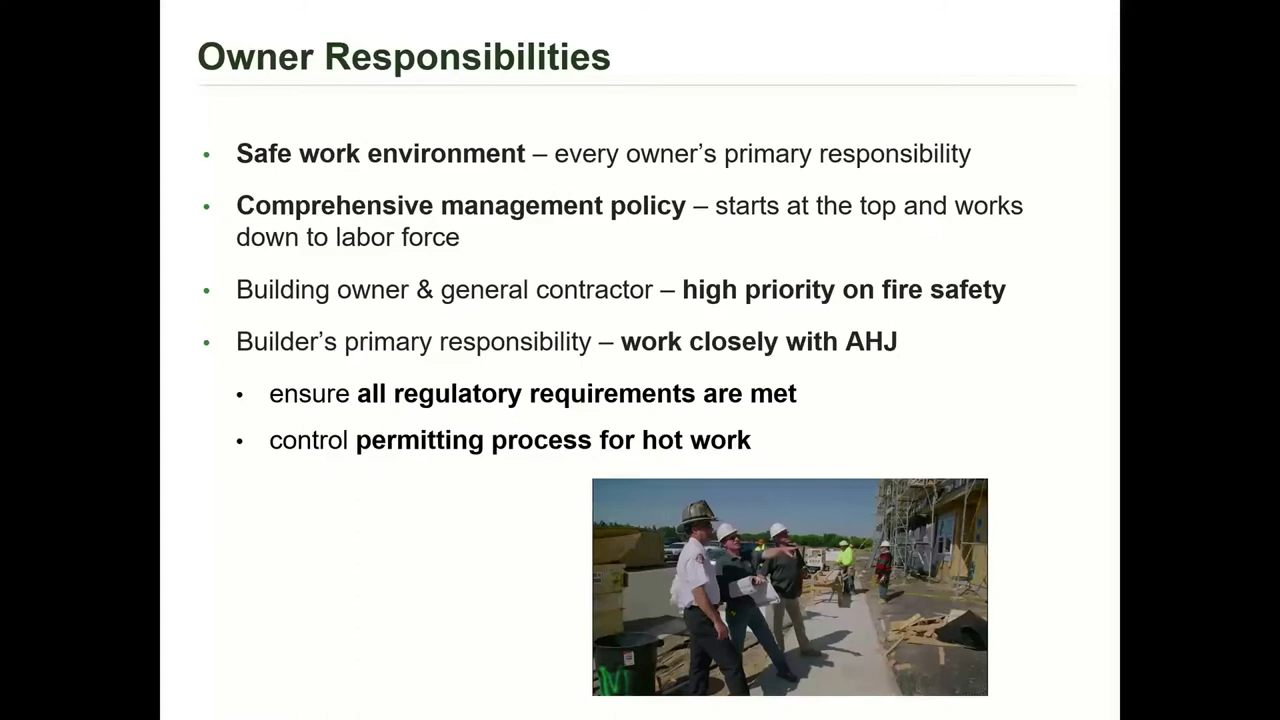 Owner Responsibilities
• Safe work environment – every owner's primary responsibility
• Comprehensive management policy – starts at the top and works
down to labor force
• Building owner & general contractor – high priority on fire safety
• Builder's primary responsibility – work closely with AHJ
• ensure all regulatory requirements are met
• control permitting process for hot work